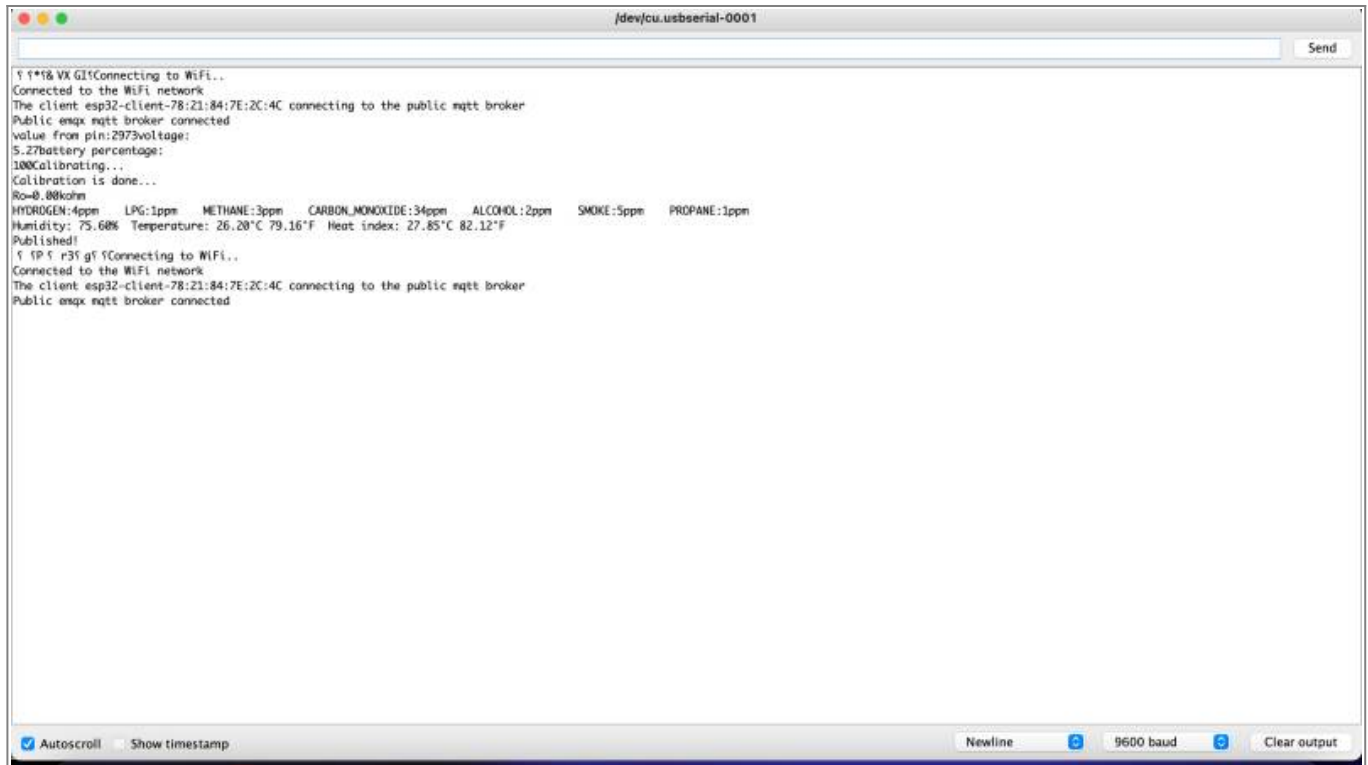 /dev/cu.usbserial-0001
Send
Connecting to WiFi..
Connected to the WiFi network
The client esp32-client-78:21:84:7E:2C:4C connecting to the public mqtt broker
Public emqx mqtt broker connected
value from pin:2973voltage:
5.27battery percentage:
100Calibrating...
Calibration is done...
Ro=0.00kohm
HYDROGEN:4ppm LPG:1ppm METHANE:3ppm CARBON_MONOXIDE:34ppm ALCOHOL:2ppm SMOKE:5ppm PROPANE:1ppm
Humidity: 75.60% Temperature: 26.20°C 79.16°F Heat index: 27.85°C 82.12°F
Published!
Connecting to WiFi..
Connected to the WiFi network
The client esp32-client-78:21:84:7E:2C:4C connecting to the public mqtt broker
Public emqx mqtt broker connected
Autoscroll Show timestamp Newline 9600 baud Clear output